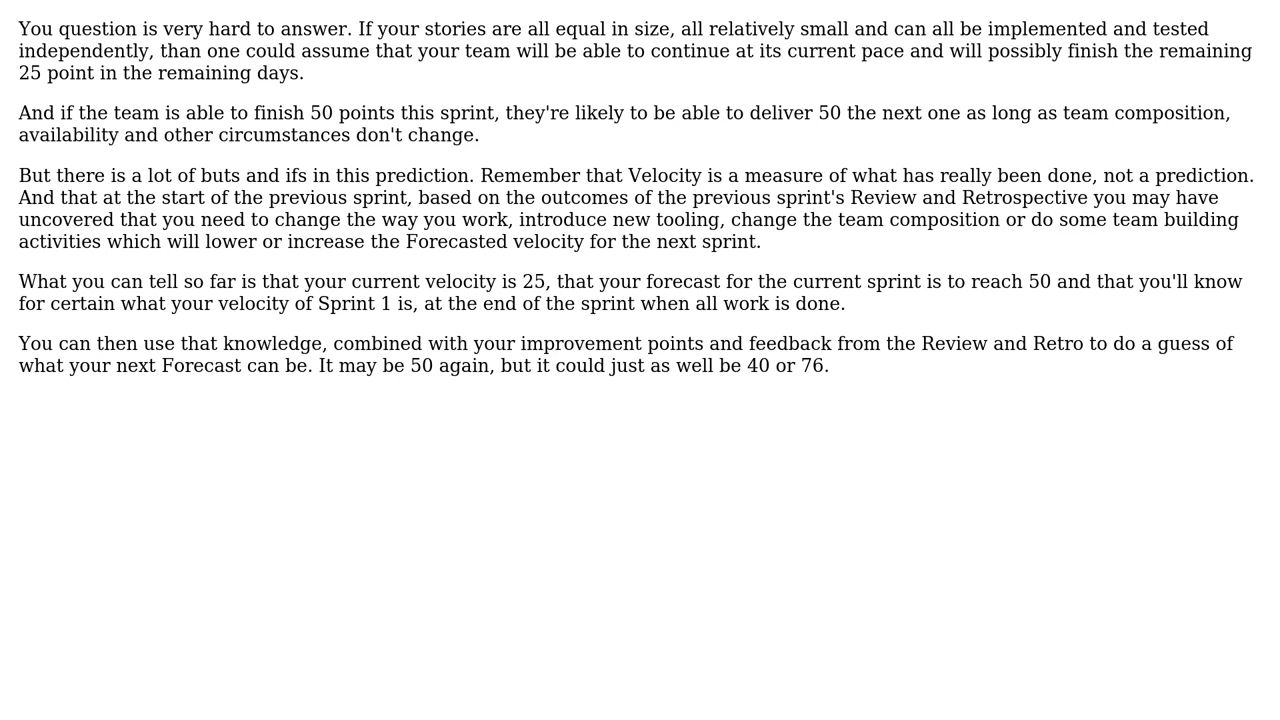 You question is very hard to answer. If your stories are all equal in size, all relatively small and can all be implemented and tested
independently, than one could assume that your team will be able to continue at its current pace and will possibly finish the remaining
25 point in the remaining days.
And if the team is able to finish 50 points this sprint, they're likely to be able to deliver 50 the next one as long as team composition,
availability and other circumstances don't change.
But there is a lot of buts and ifs in this prediction. Remember that Velocity is a measure of what has really been done, not a prediction.
And that at the start of the previous sprint, based on the outcomes of the previous sprint's Review and Retrospective you may have
uncovered that you need to change the way you work, introduce new tooling, change the team composition or do some team building
activities which will lower or increase the Forecasted velocity for the next sprint.
What you can tell so far is that your current velocity is 25, that your forecast for the current sprint is to reach 50 and that you'll know
for certain what your velocity of Sprint 1 is, at the end of the sprint when all work is done.
You can then use that knowledge, combined with your improvement points and feedback from the Review and Retro to do a guess of
what your next Forecast can be. It may be 50 again, but it could just as well be 40 or 76.